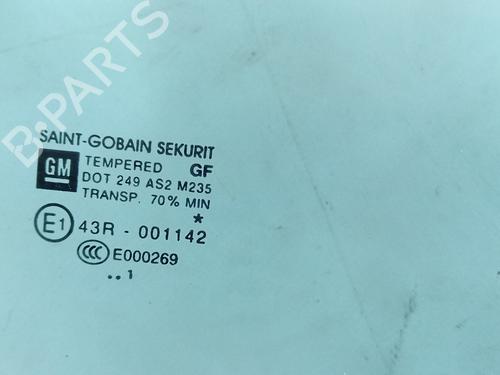 B-PARTS
SAINT-GOBAIN SEKURIT
GM TEMPERED GF
DOT 249 AS2 M235
TRANSP. 70% MIN
*
E1 43R - 001142
CCC E000269
..1